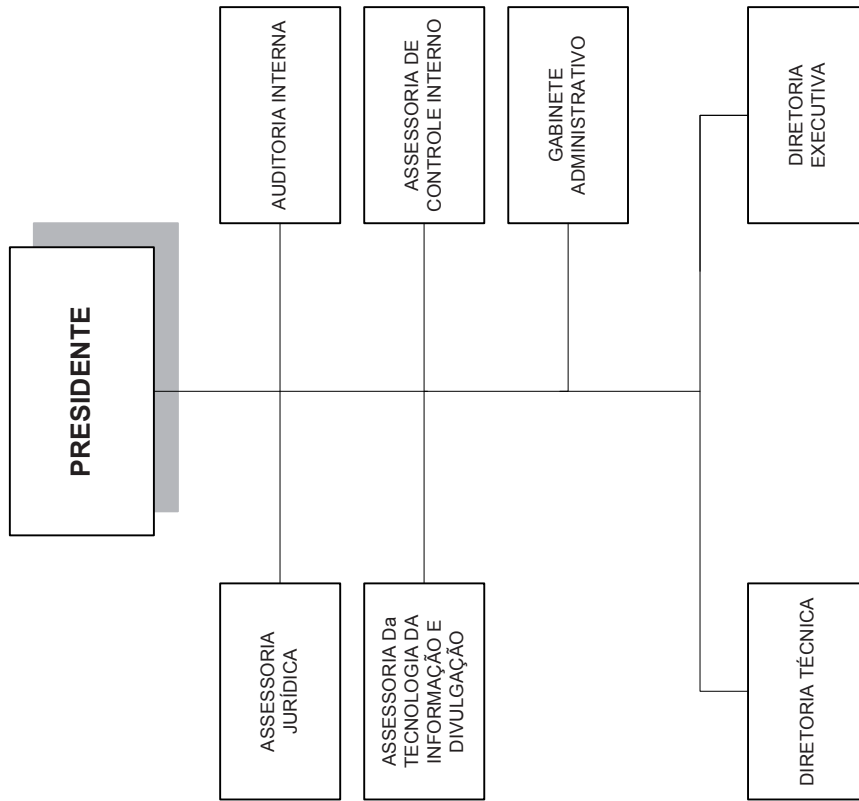 PRESIDENTE
ASSESSORIA
JURÍDICA
AUDITORIA INTERNA
ASSESSORIA Da
TECNOLOGIA DA
INFORMAÇÃO E
DIVULGAÇÃO
ASSESSORIA DE
CONTROLE INTERNO
GABINETE
ADMINISTRATIVO
DIRETORIA TÉCNICA
DIRETORIA
EXECUTIVA